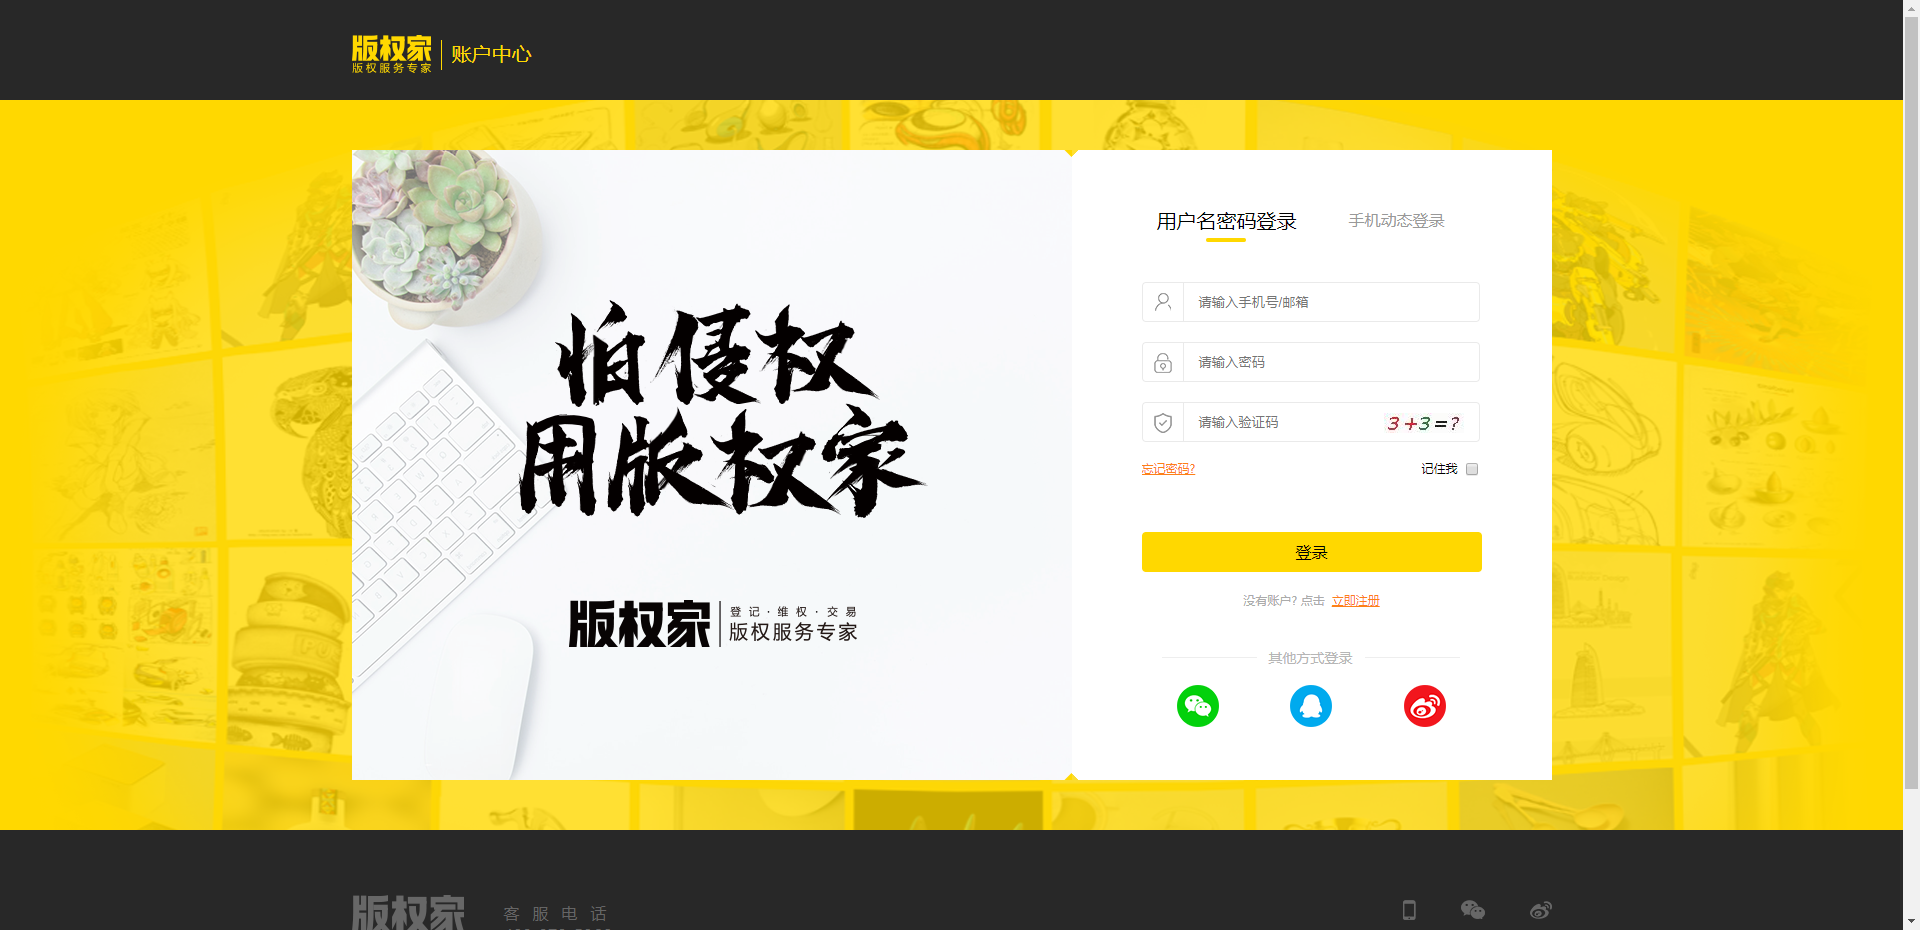 版权家
版权服务专家
账户中心
怕侵权
用版权家
版权家
登记·维权·交易
版权服务专家
用户名密码登录
手机动态登录
请输入手机号/邮箱
请输入密码
请输入验证码
3+3=?
忘记密码?
记住我
登录
没有账户? 点击 立即注册
其他方式登录
版权家
客服电话